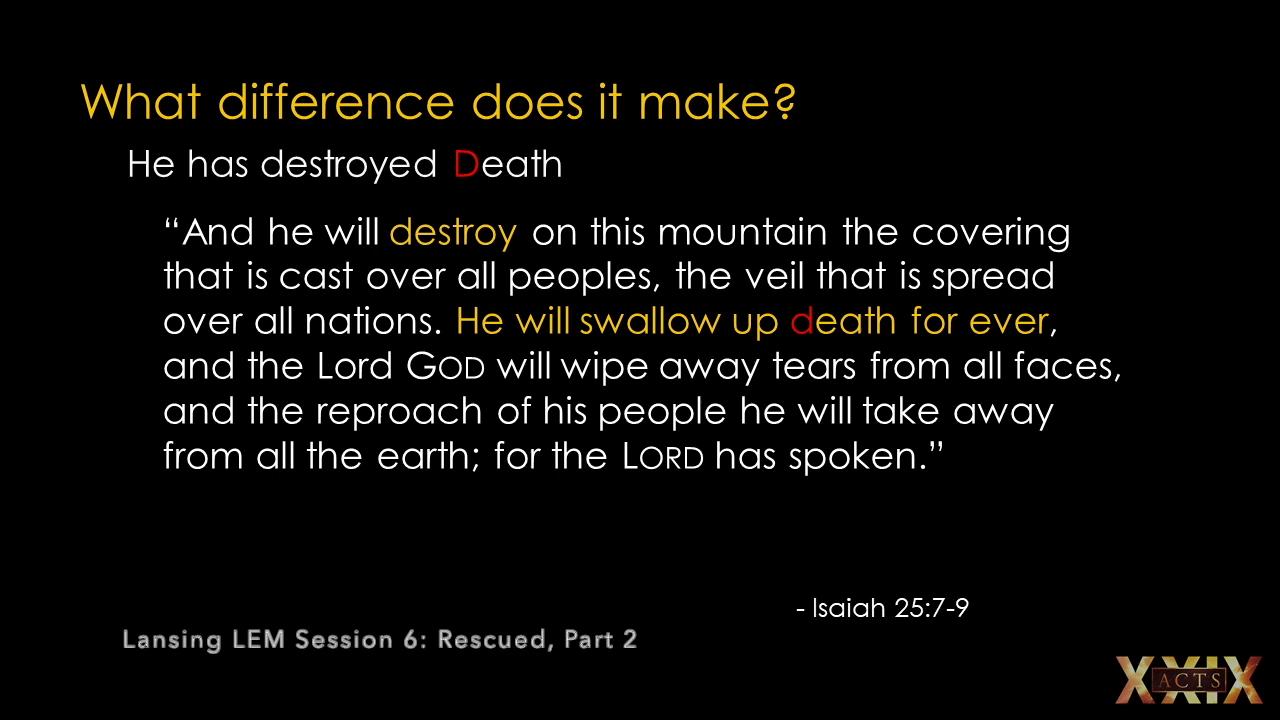 What difference does it make?
He has destroyed Death
“And he will destroy on this mountain the covering
that is cast over all peoples, the veil that is spread
over all nations. He will swallow up death for ever,
and the Lord GOD will wipe away tears from all faces,
and the reproach of his people he will take away
from all the earth; for the LORD has spoken.”
- Isaiah 25:7-9
Lansing LEM Session 6: Rescued, Part 2
XXIX
ACTS